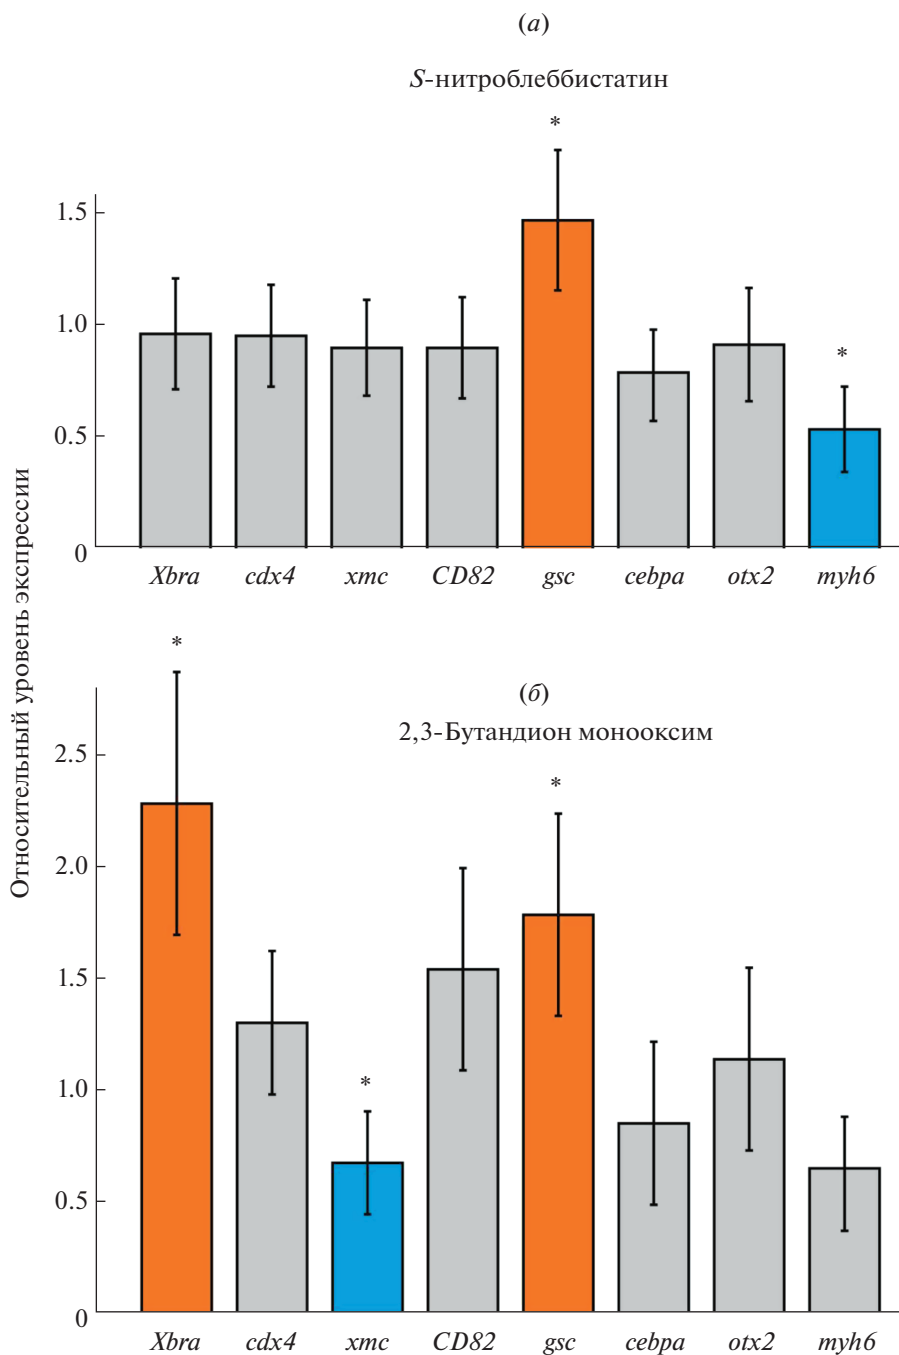 (а)
S-нитроблеббистатин
*
1.5
1.0
*
0.5
0
Xbra cdx4 xmc CD82 gsc cebpa otx2 myh6
Относительный уровень экспрессии
*
(б)
2,3-Бутандион монооксим
2.5
*
2.0
1.5
*
1.0
0.5
0
Xbra cdx4 xmc CD82 gsc cebpa otx2 myh6